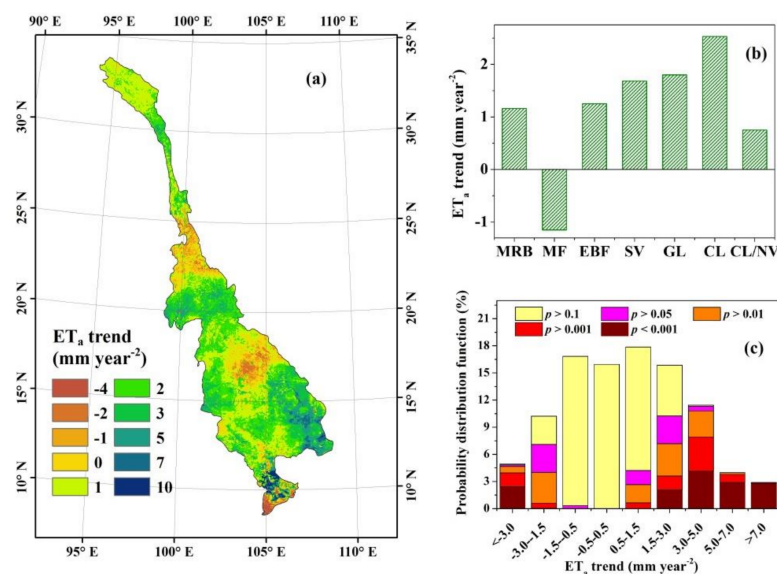 90° E 95° E 100° E 105° E 110° E
35° N
30° N
30° N
25° N
25° N
20° N
20° N
15° N
15° N
10° N
10° N
95° E 100° E 105° E 110° E
(a)
ETa trend
(mm year-2)
-4 2
-2 3
-1 5
0 7
1 10
(b)
ETa trend (mm year-2)
2
1
0
-1
MRB MF EBF SV GL CL CL/NV
(c)
Probability distribution function (%)
21
18
15
12
9
6
3
0
p > 0.1 p > 0.05 p > 0.01
p > 0.001 p < 0.001
<-3.0 -3.0--1.5 -1.5--0.5 -0.5-0.5 0.5-1.5 1.5-3.0 3.0-5.0 5.0-7.0 >7.0
ETa trend (mm year-2)